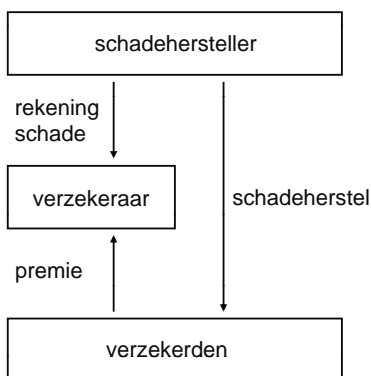 schadehersteller
rekening
schade
verzekeraar
schadeherstel
premie
verzekerden